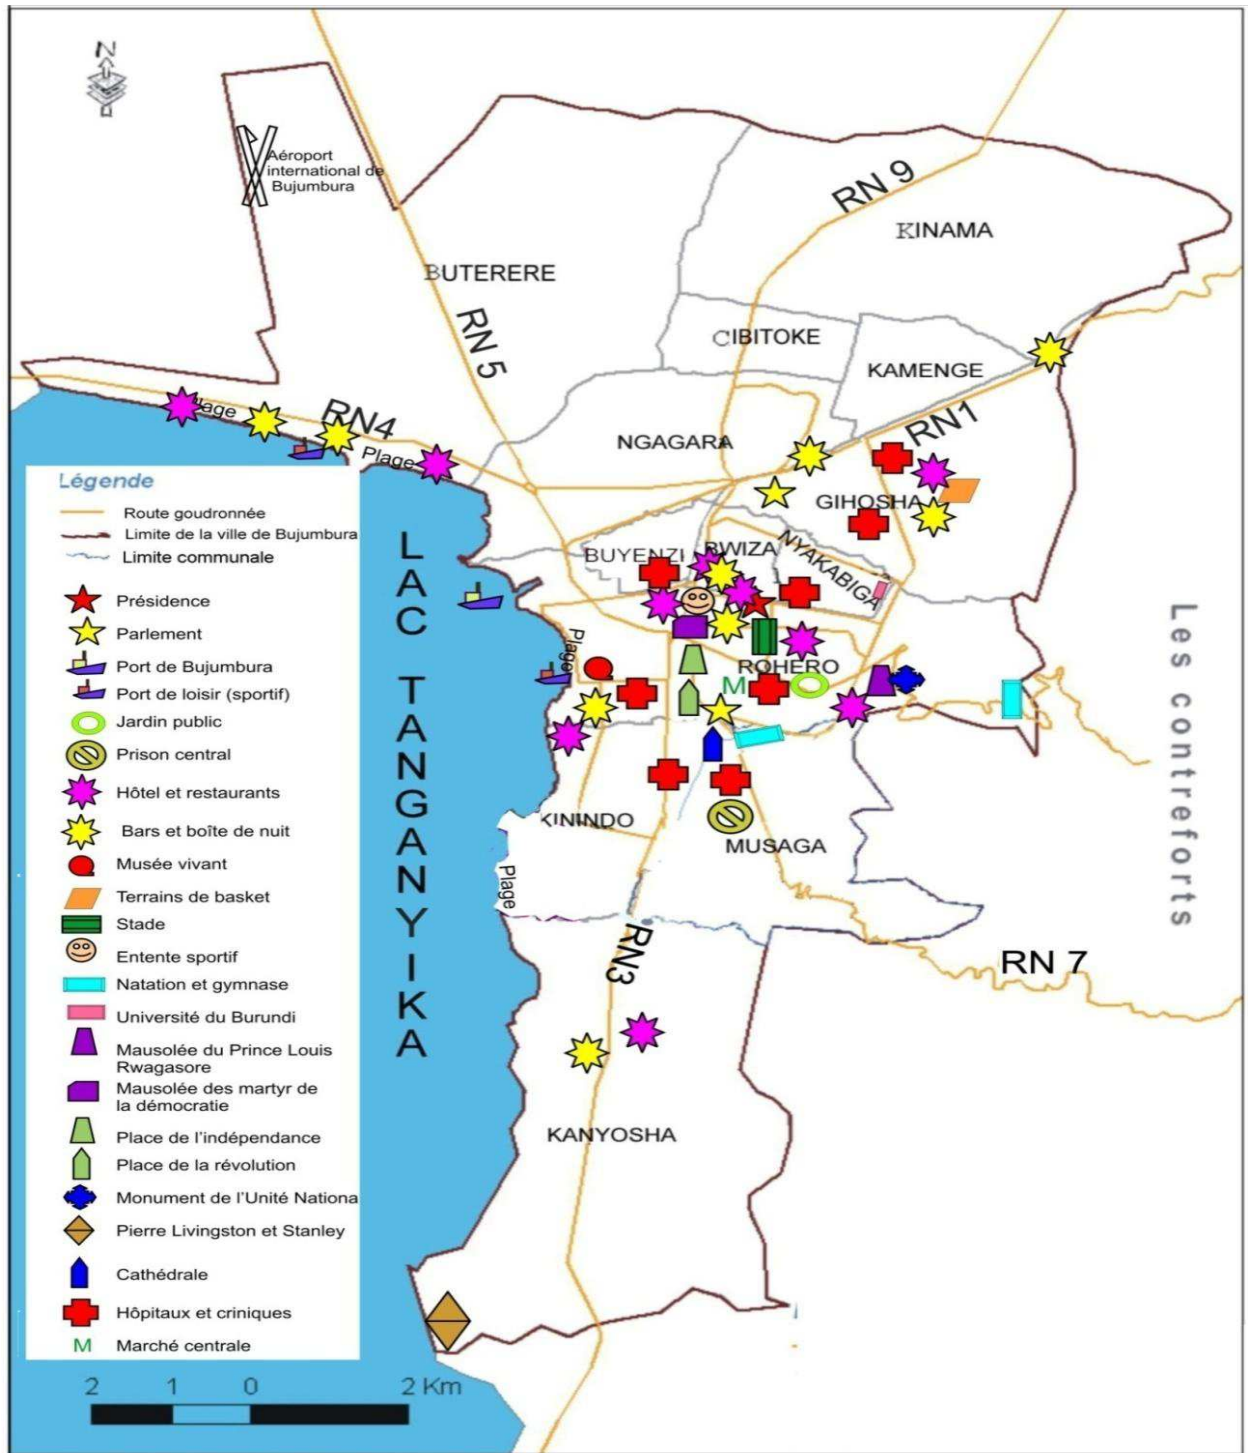 N
Aéroport
international de
Bujumbura
RN 9
KINAMA
BUTERERE
RN 5
CIBITOKE
KAMENGE
Plage
RN4
RN1
NGAGARA
Plage
GIHOSHA
BUYENZI
BWIZA
NYAKABIGA
Plage
ROHERO
M
KININDO
MUSAGA
Plage
RN3
RN 7
KANYOSHA
LAC TANGANYIKA
Les contreforts
Légende
Route goudronnée
Limite de la ville de Bujumbura
Limite communale
Présidence
Parlement
Port de Bujumbura
Port de loisir (sportif)
Jardin public
Prison central
Hôtel et restaurants
Bars et boîte de nuit
Musée vivant
Terrains de basket
Stade
Entente sportif
Natation et gymnase
Université du Burundi
Mausolée du Prince Louis
Rwagasore
Mausolée des martyr de
la démocratie
Place de l'indépendance
Place de la révolution
Monument de l'Unité Nationa
Pierre Livingston et Stanley
Cathédrale
Hôpitaux et criniques
M Marché centrale
2 1 0 2 Km